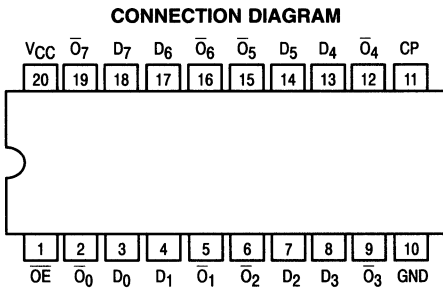 CONNECTION DIAGRAM
VCC O̅7 D7 D6 O̅6 O̅5 D5 D4 O̅4 CP
20 19 18 17 16 15 14 13 12 11
1 2 3 4 5 6 7 8 9 10
O̅E̅ O̅0 D0 D1 O̅1 O̅2 D2 D3 O̅3 GND